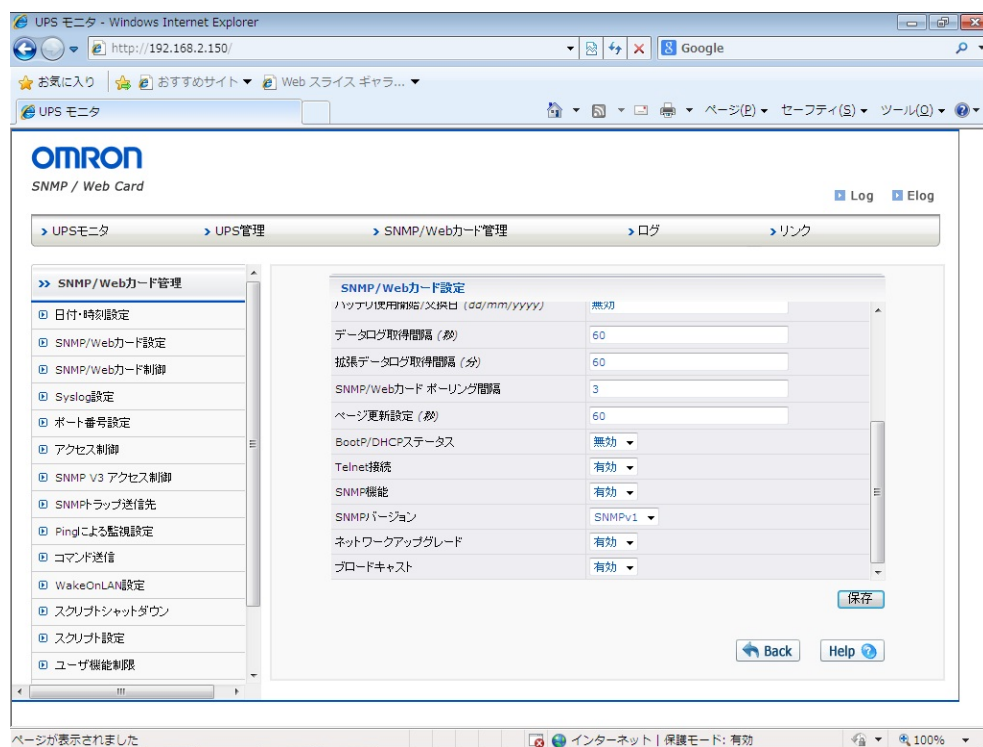 UPS モニタ - Windows Internet Explorer
http://192.168.2.150/
Google
お気に入り
おすすめサイト ▼
Web スライス ギャラ... ▼
UPS モニタ
ページ(P) ▼ セーフティ(S) ▼ ツール(O) ▼
OMRON
SNMP / Web Card
Log
Elog
UPSモニタ
UPS管理
SNMP/Webカード管理
ログ
リンク
SNMP/Webカード管理
日付・時刻設定
SNMP/Webカード設定
SNMP/Webカード制御
Syslog設定
ポート番号設定
アクセス制御
SNMP V3 アクセス制御
SNMPトラップ送信先
Pingによる監視設定
コマンド送信
WakeOnLAN設定
スクリプトシャットダウン
スクリプト設定
ユーザ機能制限
SNMP/Webカード設定
バッテリ使用開始/交換日 (dd/mm/yyyy) 無効
データログ取得間隔 (秒) 60
拡張データログ取得間隔 (分) 60
SNMP/Webカード ポーリング間隔 3
ページ更新設定 (秒) 60
BootP/DHCPステータス 無効
Telnet接続 有効
SNMP機能 有効
SNMPバージョン SNMPv1
ネットワークアップグレード 有効
ブロードキャスト 有効
保存
Back
Help
ページが表示されました
インターネット | 保護モード: 有効
100%